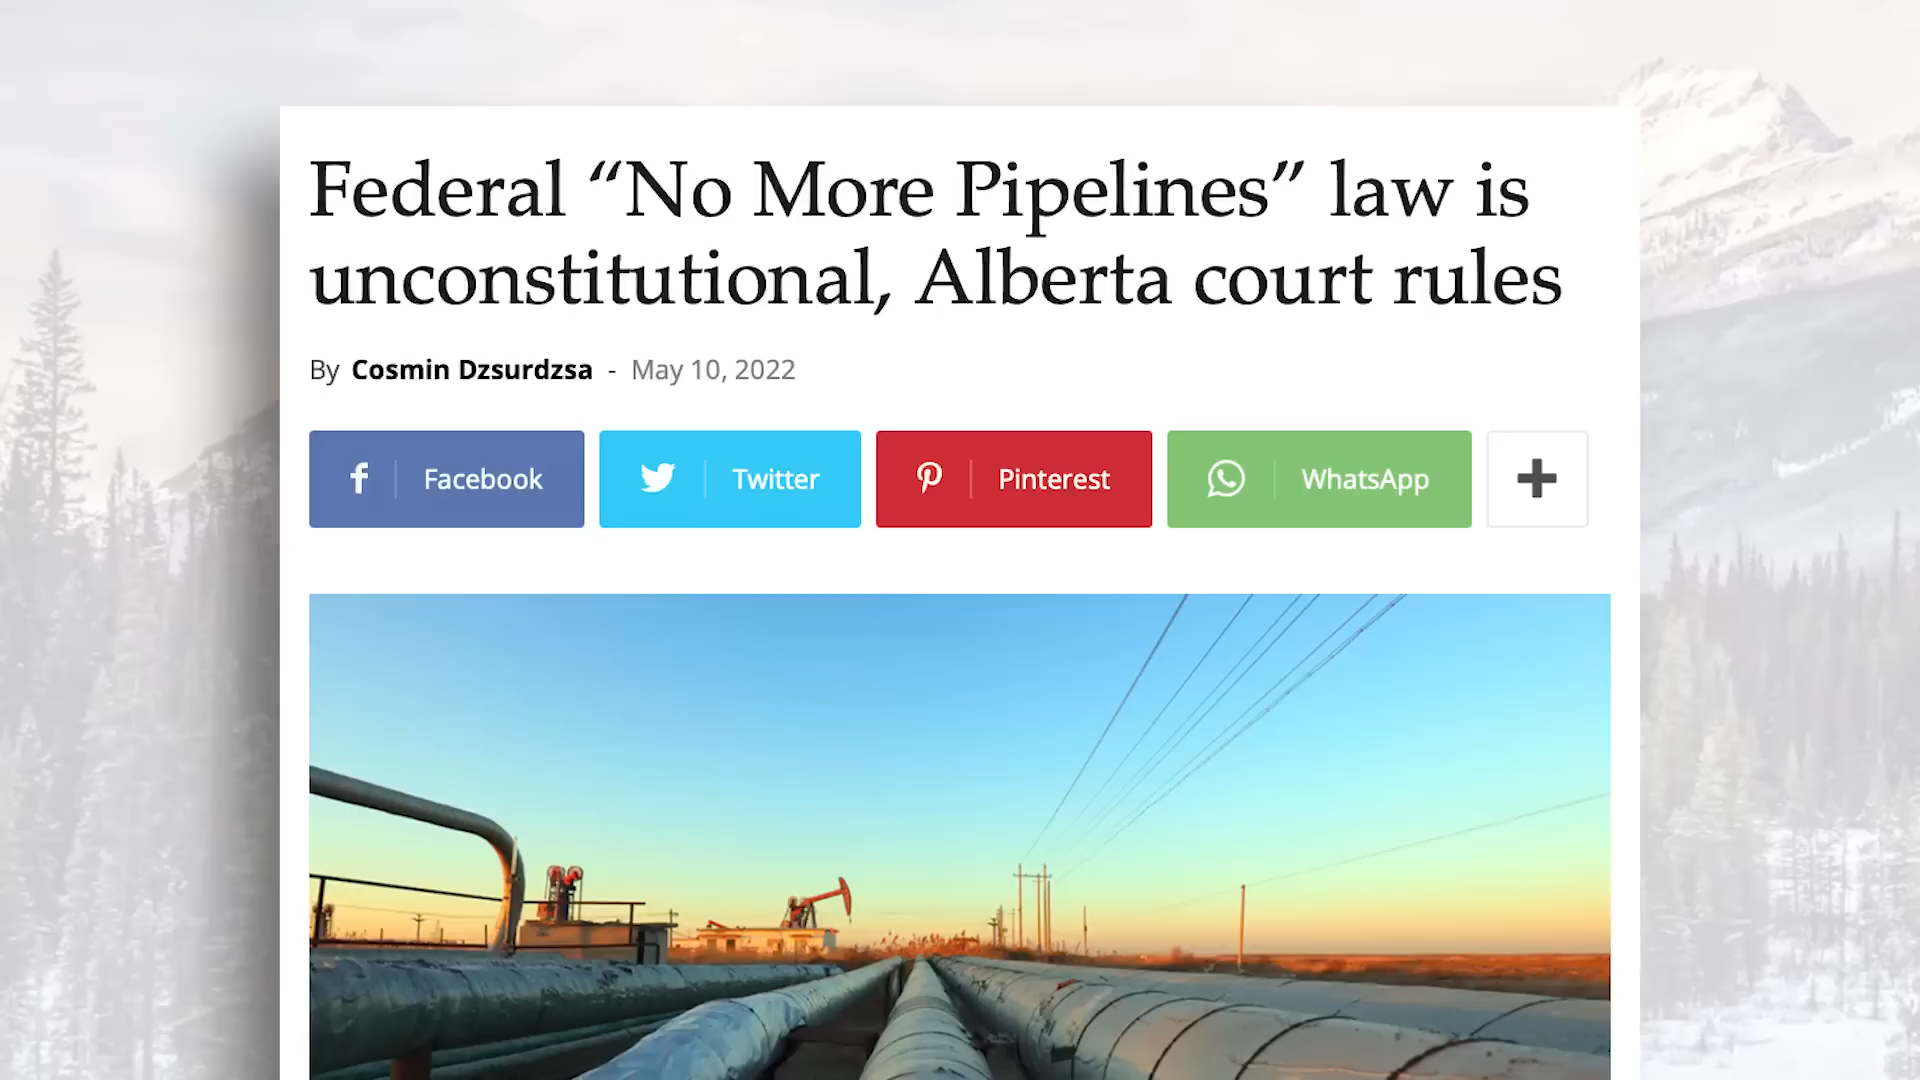 Federal “No More Pipelines” law is
unconstitutional, Alberta court rules
By Cosmin Dzsurdzsa - May 10, 2022
Facebook
Twitter
Pinterest
WhatsApp